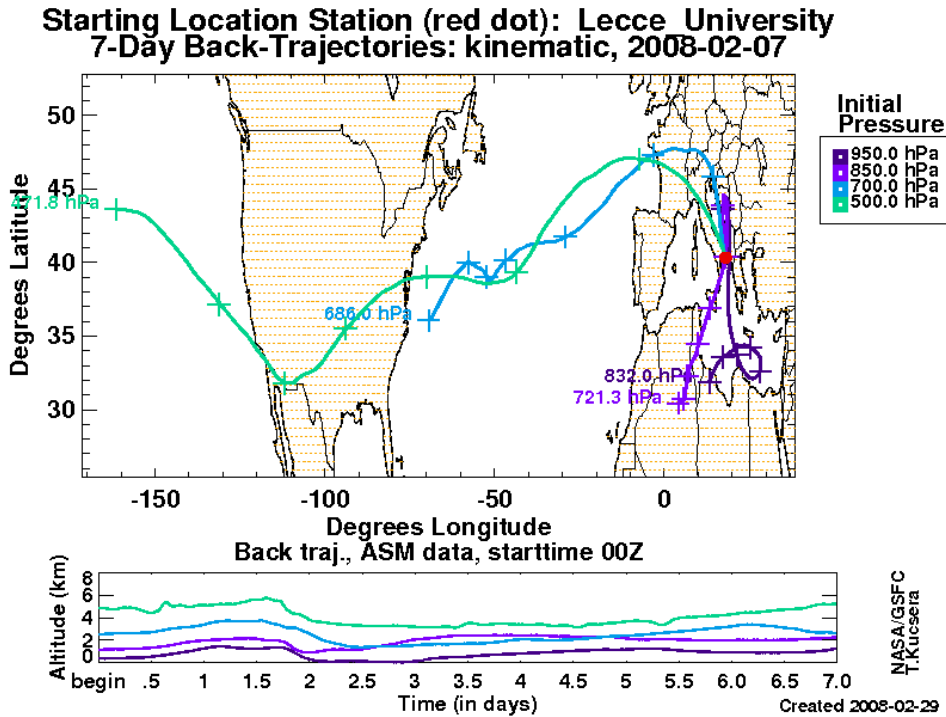 Starting Location Station (red dot): Lecce_University
7-Day Back-Trajectories: kinematic, 2008-02-07
Initial
Pressure
950.0 hPa
850.0 hPa
700.0 hPa
500.0 hPa
Degrees Latitude
50
45
40
35
30
471.8 hPa
686.0 hPa
832.0 hPa
721.3 hPa
-150
-100
-50
0
Degrees Longitude
Back traj., ASM data, starttime 00Z
Altitude (km)
8
6
4
2
0
begin .5 1 1.5 2 2.5 3 3.5 4 4.5 5 5.5 6 6.5 7.0
Time (in days)
NASA/GSFC
T.Kucsera
Created 2008-02-29